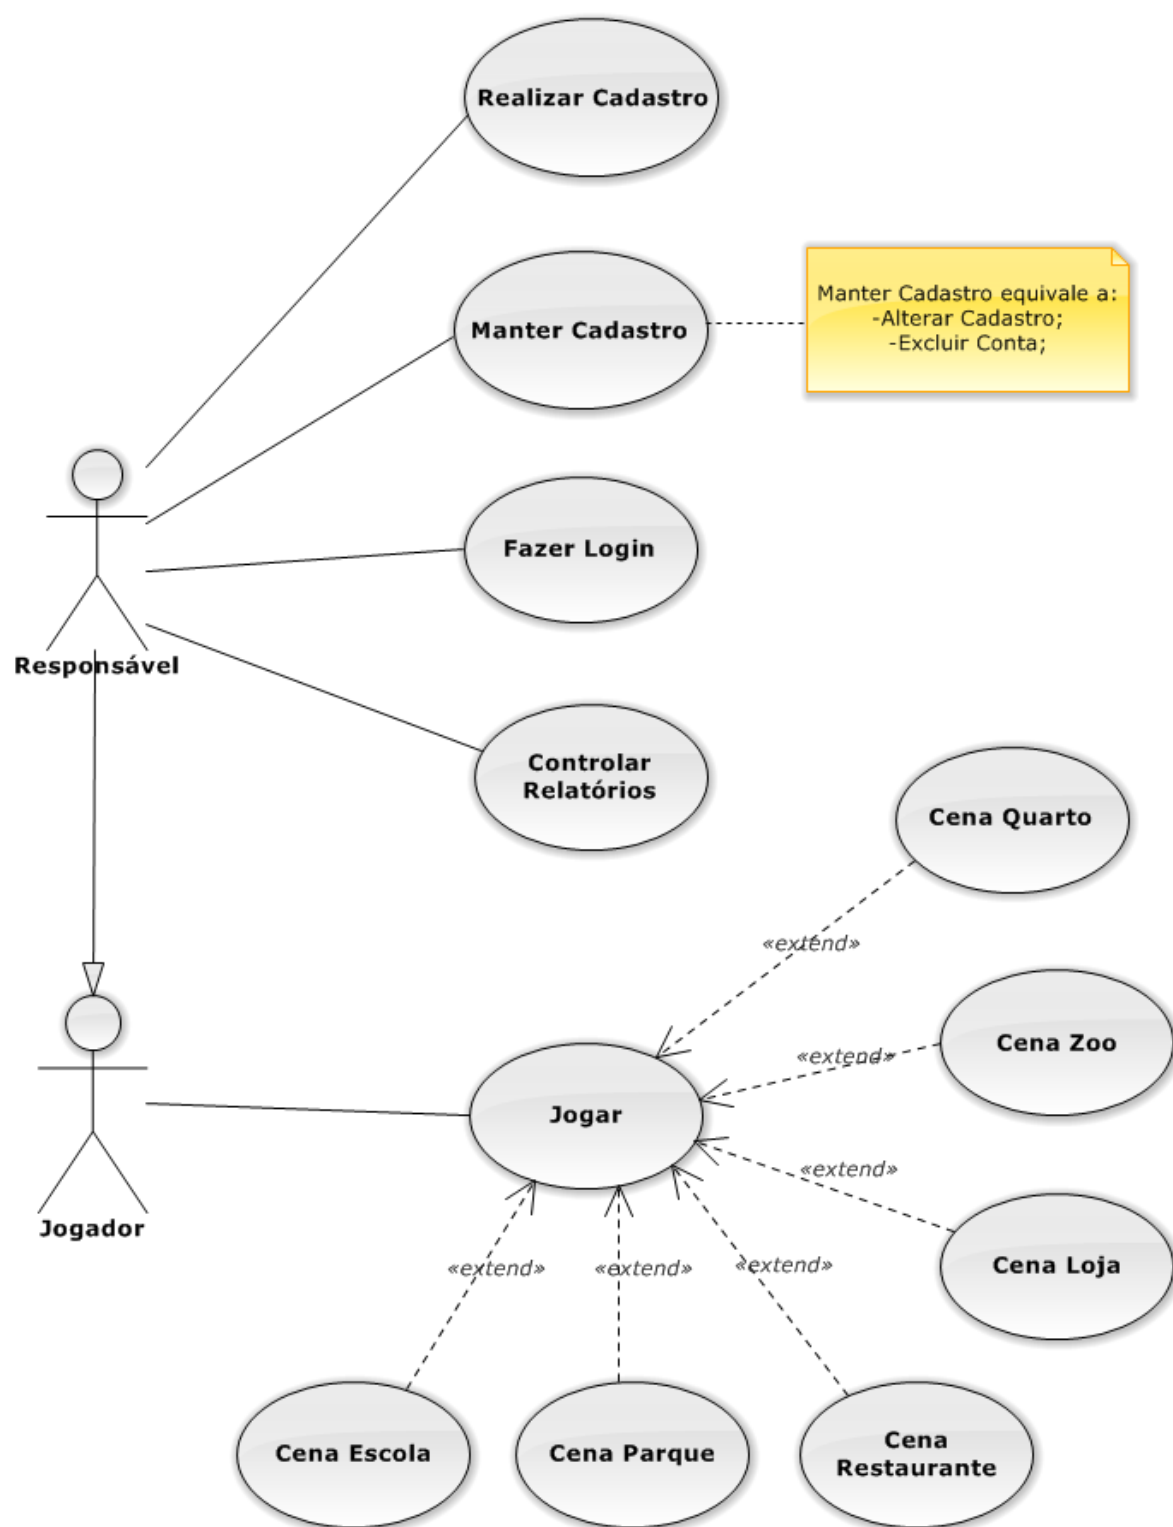 Realizar Cadastro
Manter Cadastro
Manter Cadastro equivale a:
-Alterar Cadastro;
-Excluir Conta;
Fazer Login
Responsável
Controlar
Relatórios
Cena Quarto
«extend»
Cena Zoo
«extend»
Jogar
«extend»
Jogador
Cena Loja
«extend»
«extend»
«extend»
Cena Escola
Cena Parque
Cena
Restaurante